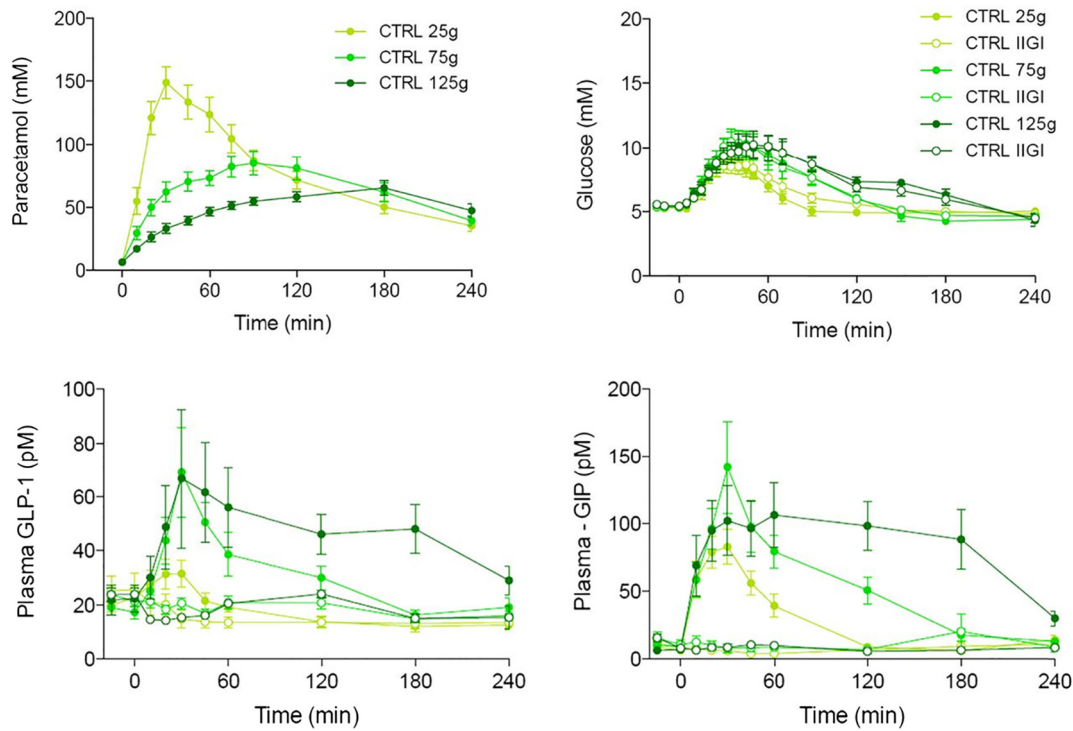 Paracetamol (mM)
200
150
100
50
0
0 60 120 180 240
Time (min)
CTRL 25g
CTRL 75g
CTRL 125g
Glucose (mM)
20
15
10
5
0
0 60 120 180 240
Time (min)
CTRL 25g
CTRL IIGI
CTRL 75g
CTRL IIGI
CTRL 125g
CTRL IIGI
Plasma GLP-1 (pM)
100
80
60
40
20
0
0 60 120 180 240
Time (min)
Plasma - GIP (pM)
200
150
100
50
0
0 60 120 180 240
Time (min)